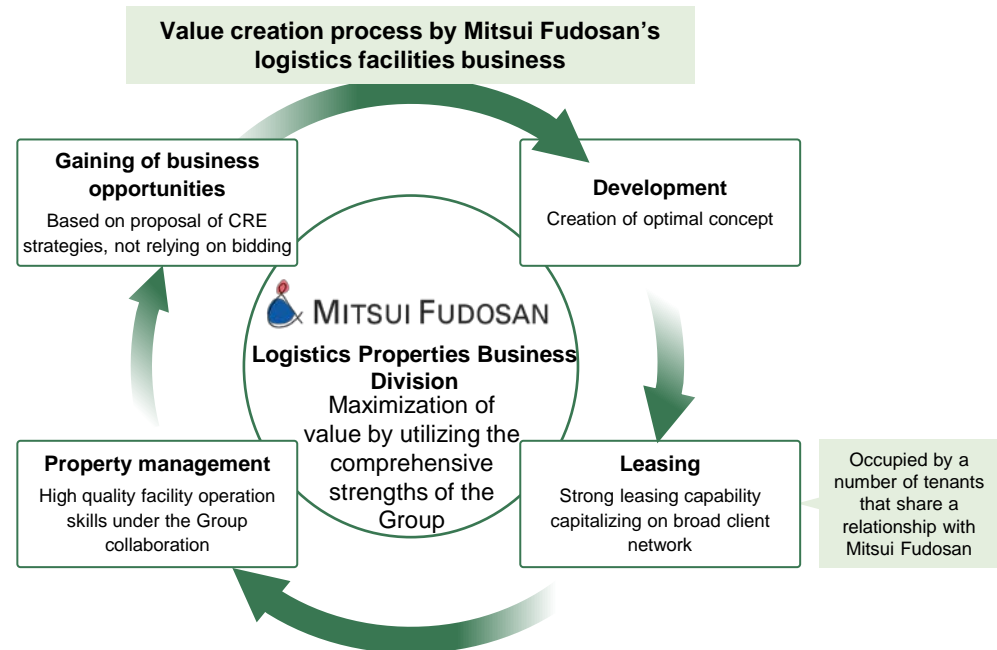 Value creation process by Mitsui Fudosan's
logistics facilities business
Gaining of business
opportunities
Based on proposal of CRE
strategies, not relying on bidding
Development
Creation of optimal concept
MITSUI FUDOSAN
Logistics Properties Business
Division
Maximization of
value by utilizing the
comprehensive
strengths of the
Group
Property management
High quality facility operation
skills under the Group
collaboration
Leasing
Strong leasing capability
capitalizing on broad client
network
Occupied by a
number of tenants
that share a
relationship with
Mitsui Fudosan